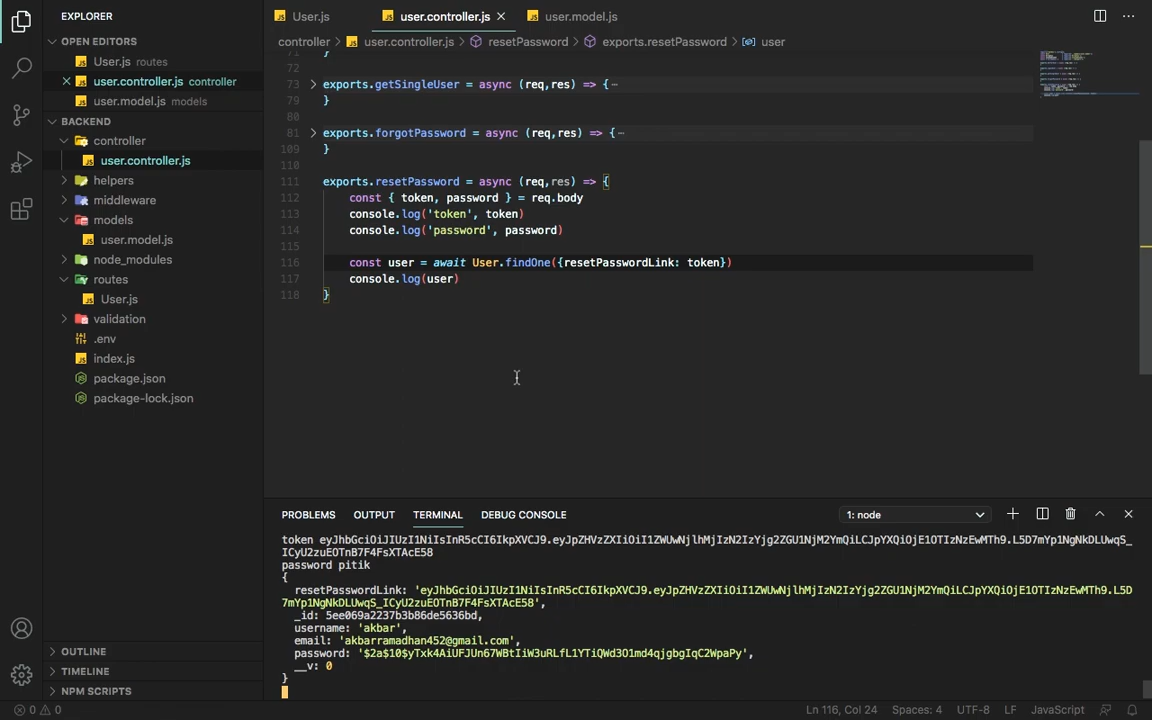 EXPLORER
OPEN EDITORS
User.js routes
user.controller.js controller
user.model.js models
BACKEND
controller
user.controller.js
helpers
middleware
models
user.model.js
node_modules
routes
User.js
validation
.env
index.js
package.json
package-lock.json
OUTLINE
TIMELINE
NPM SCRIPTS
User.js
user.controller.js
user.model.js
controller > user.controller.js > resetPassword > exports.resetPassword > user
71 }
72
73 exports.getSingleUser = async (req,res) => {…
79 }
80
81 exports.forgotPassword = async (req,res) => {…
109 }
110
111 exports.resetPassword = async (req,res) => {
112 const { token, password } = req.body
113 console.log('token', token)
114 console.log('password', password)
115
116 const user = await User.findOne({resetPasswordLink: token})
117 console.log(user)
118 }
PROBLEMS OUTPUT TERMINAL DEBUG CONSOLE 1: node
token
password pitik
{
resetPasswordLink:
_id: 5ee069a2237b3b86de5636bd,
username: 'akbar',
email: 'akbarramadhan452@gmail.com',
password: '$2a$10$yTxk4AiUFJUn67WBtIiW3uRLfL1YTiQWd3O1md4qjgbgIqC2WpaPy',
__v: 0
}
0 0 Ln 116, Col 24 Spaces: 4 UTF-8 LF JavaScript